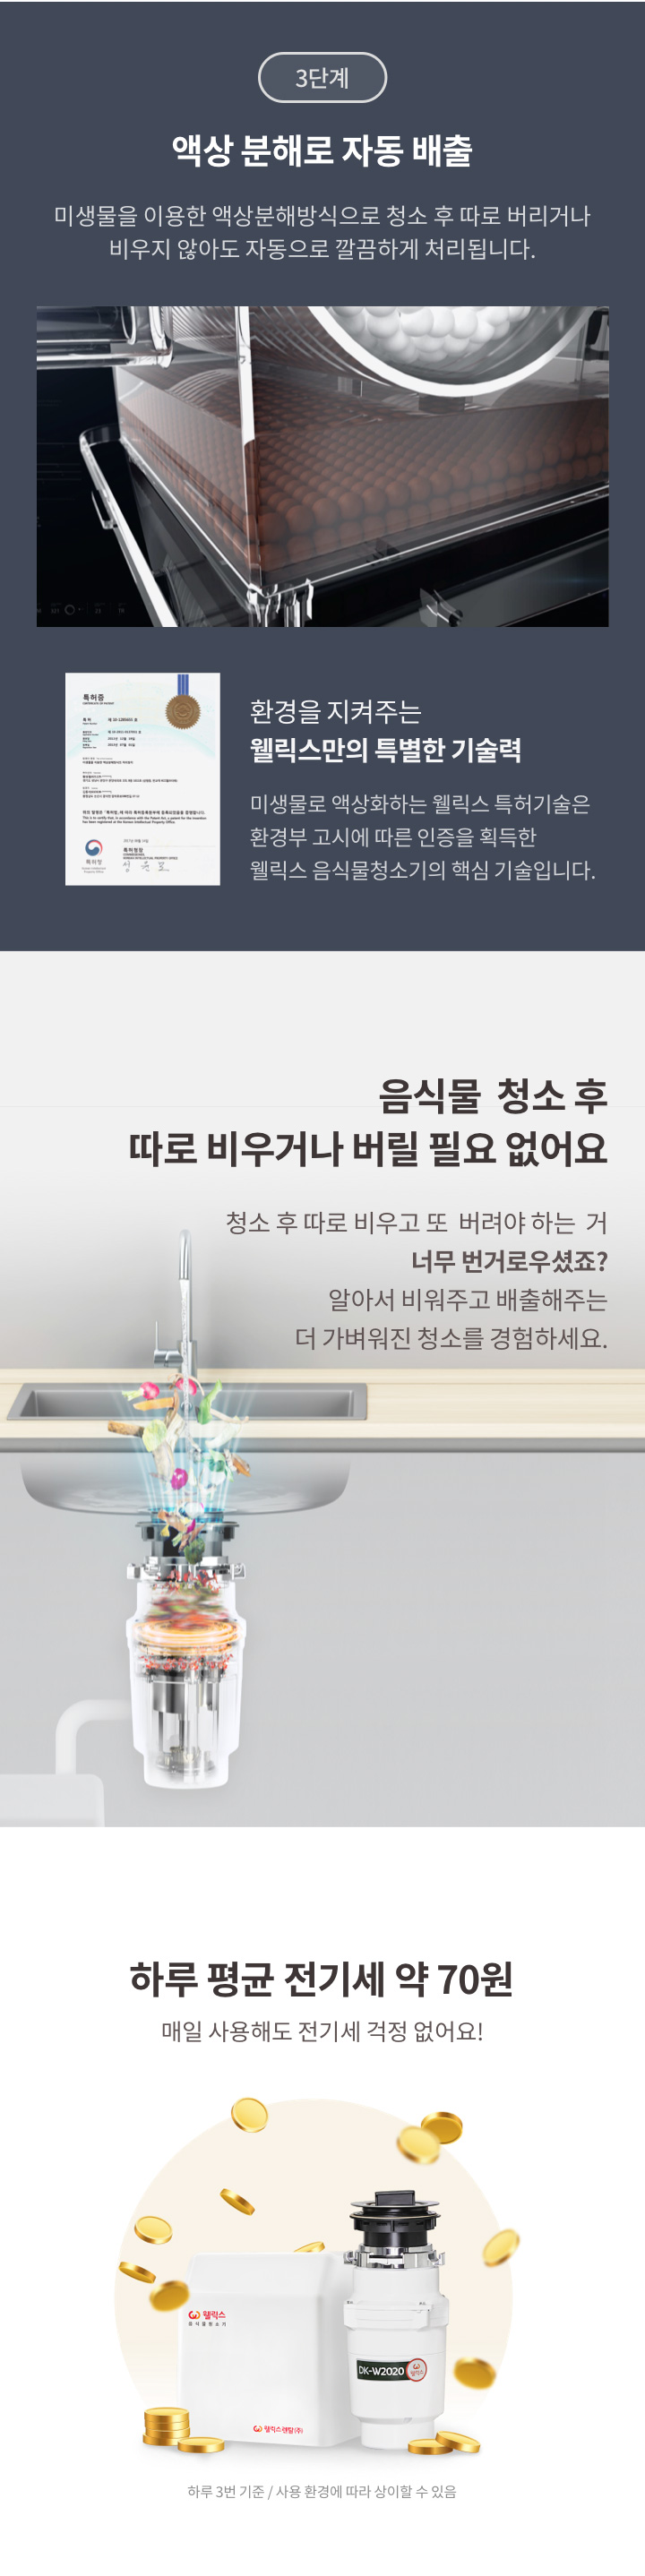 3단계
액상 분해로 자동 배출
미생물을 이용한 액상분해방식으로 청소 후 따로 버리거나
비우지 않아도 자동으로 깔끔하게 처리됩니다.
특허증
환경을 지켜주는
웰릭스만의 특별한 기술력
미생물로 액상화하는 웰릭스 특허기술은
환경부 고시에 따른 인증을 획득한
웰릭스 음식물청소기의 핵심 기술입니다.
특허청
음식물 청소 후
따로 비우거나 버릴 필요 없어요
청소 후 따로 비우고 또 버려야 하는 거
너무 번거로우셨죠?
알아서 비워주고 배출해주는
더 가벼워진 청소를 경험하세요.
하루 평균 전기세 약 70원
매일 사용해도 전기세 걱정 없어요!
웰릭스
음식물청소기
DK-W2020
웰릭스
웰릭스렌탈(주)
하루 3번 기준 / 사용 환경에 따라 상이할 수 있음